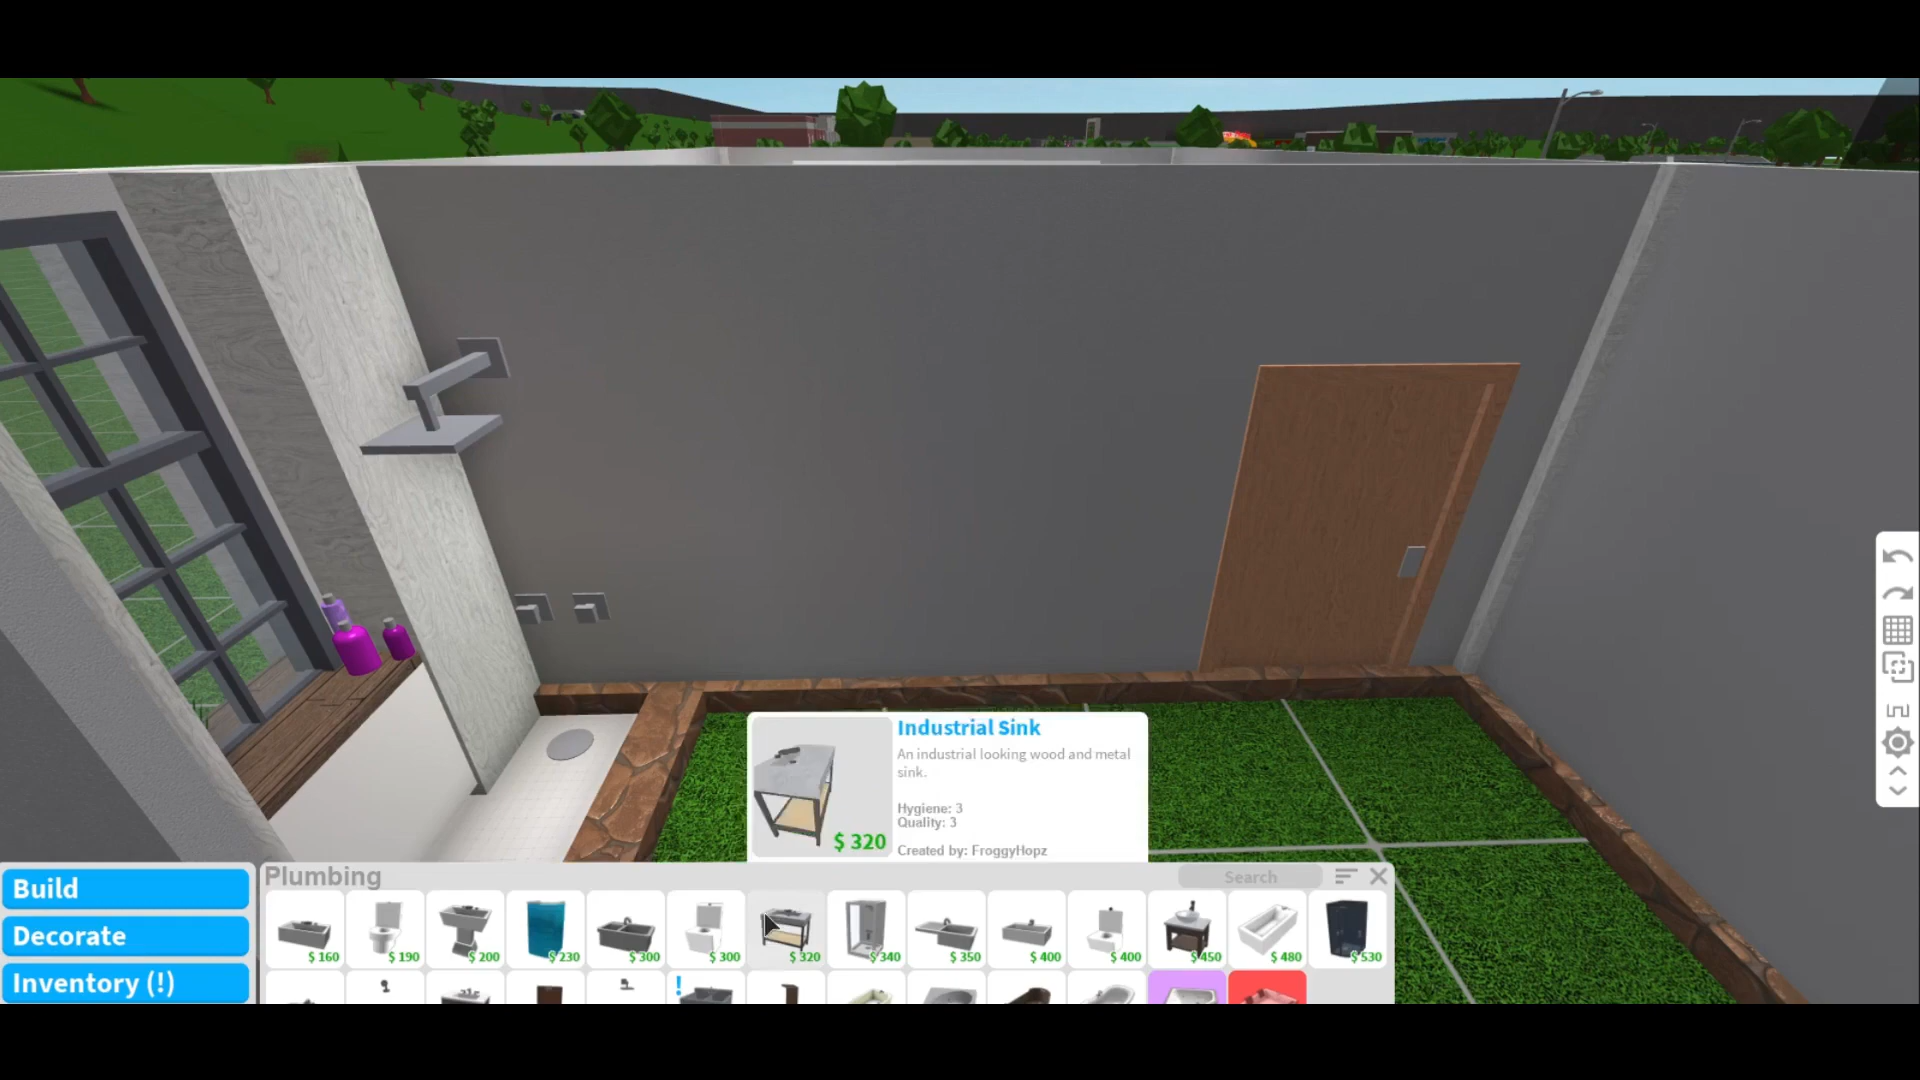 Industrial Sink
An industrial looking wood and metal
sink.
Hygiene: 3
Quality: 3
$ 320
Created by: FroggyHopz
Build
Decorate
Inventory (!)
Plumbing
Search
$ 160
$ 190
$ 200
$ 230
$ 300
$ 300
$ 320
$ 340
$ 350
$ 400
$ 400
$ 450
$ 480
$ 530
!